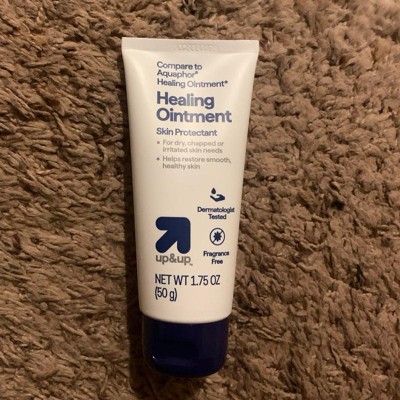 Compare to
Aquaphor®
Healing Ointment*
Healing
Ointment
Skin Protectant
• For dry, chapped or
irritated skin needs
• Helps restore smooth,
healthy skin
Dermatologist
Tested
Fragrance
Free
up&up™
NET WT 1.75 OZ
(50 g)